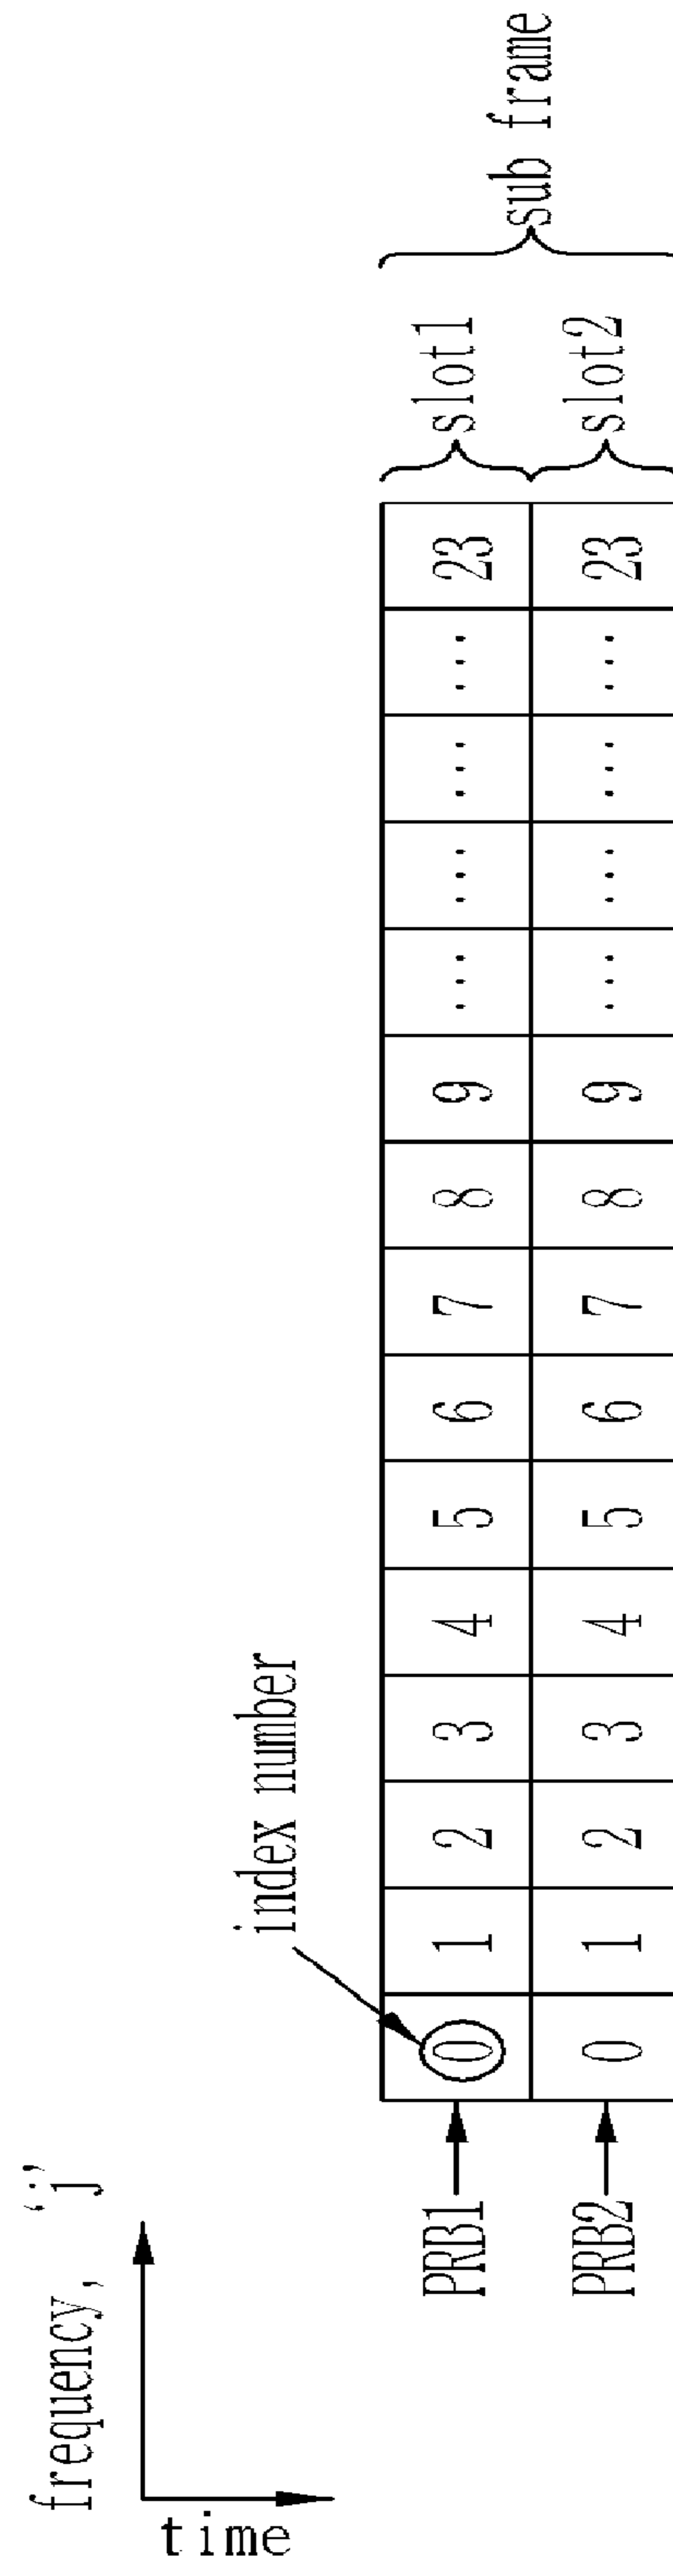 frequency, ‘j’
time
index number
PRB1 0 1 2 3 4 5 6 7 8 9 ... ... ... ... 23 slot1
PRB2 0 1 2 3 4 5 6 7 8 9 ... ... ... ... 23 slot2
sub frame